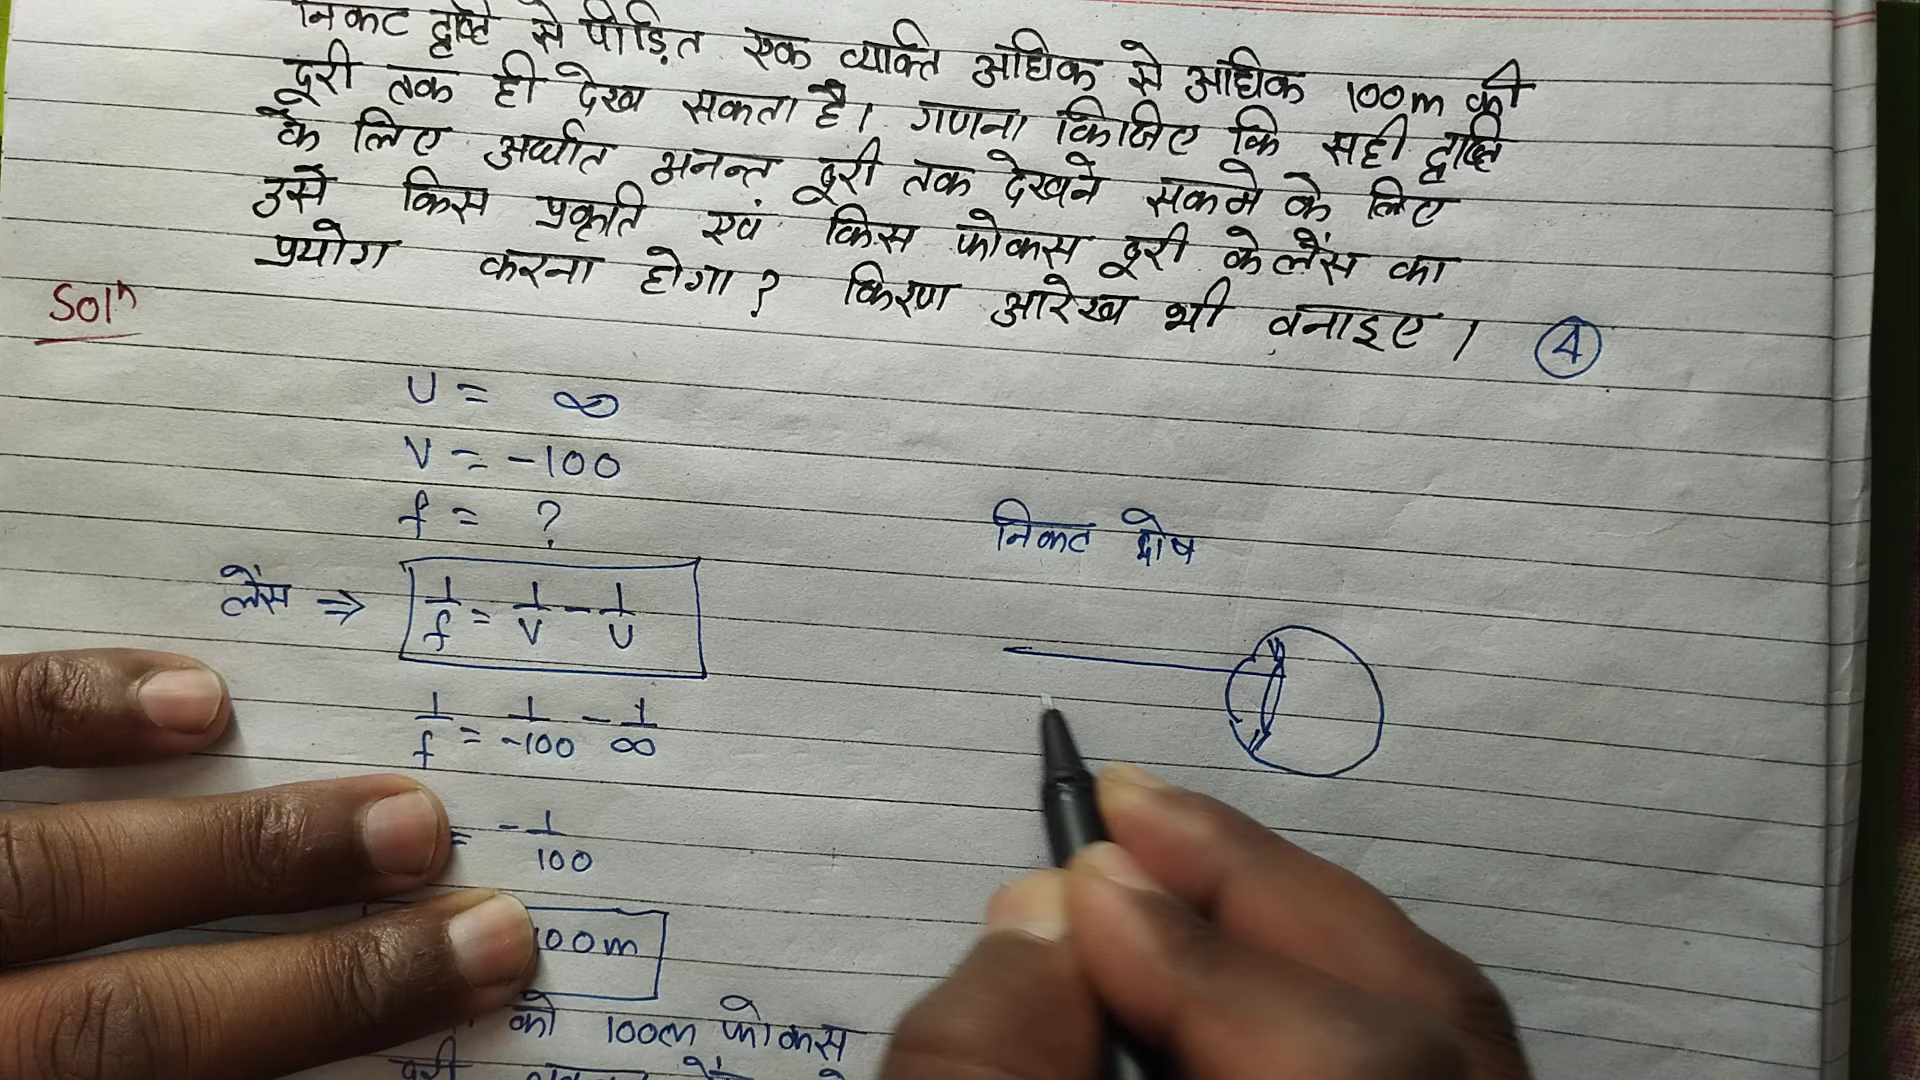 निकट दृष्टि से पीड़ित एक व्यक्ति अधिक से अधिक 100m की
दूरी तक ही देख सकता है। गणना किजिए कि सही दृष्टि
के लिए अर्थात अनन्त दूरी तक देखने सकने के लिए
उसे किस प्रकृति एवं किस फोकस दूरी के लेंस का
प्रयोग करना होगा? किरण आरेख भी बनाइए। 4
Solⁿ
U = ∞
V = -100
f = ?
निकट दोष
लेंस ⇒ 1/f = 1/V - 1/U
1/f = 1/-100 - 1/∞
= -1/100
00m
को 100m फोकस